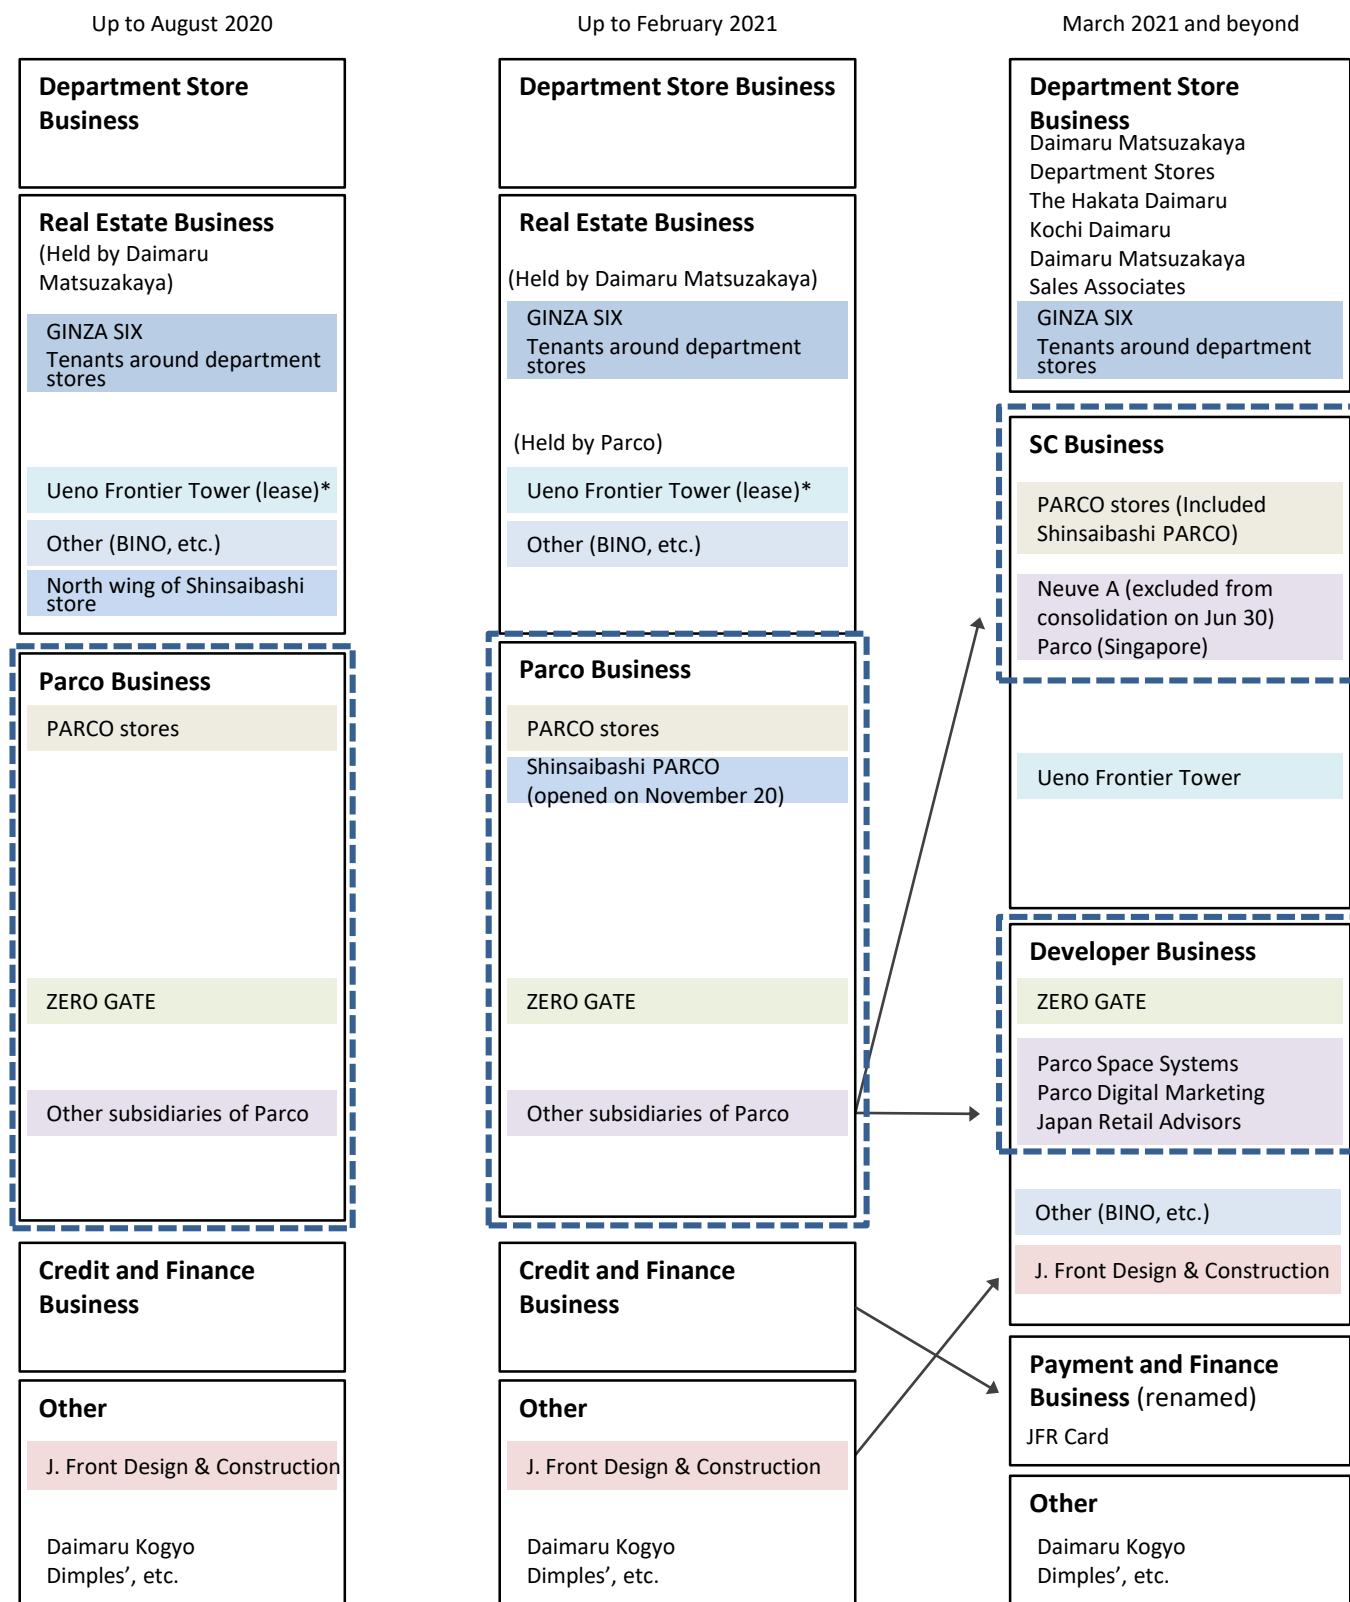 Up to August 2020
Department Store
Business
Real Estate Business
(Held by Daimaru
Matsuzakaya)
GINZA SIX
Tenants around department
stores
Ueno Frontier Tower (lease)*
Other (BINO, etc.)
North wing of Shinsaibashi
store
Parco Business
PARCO stores
ZERO GATE
Other subsidiaries of Parco
Credit and Finance
Business
Other
J. Front Design & Construction
Daimaru Kogyo
Dimples’, etc.
Up to February 2021
Department Store Business
Real Estate Business
(Held by Daimaru Matsuzakaya)
GINZA SIX
Tenants around department
stores
(Held by Parco)
Ueno Frontier Tower (lease)*
Other (BINO, etc.)
Parco Business
PARCO stores
Shinsaibashi PARCO
(opened on November 20)
ZERO GATE
Other subsidiaries of Parco
Credit and Finance
Business
Other
J. Front Design & Construction
Daimaru Kogyo
Dimples’, etc.
March 2021 and beyond
Department Store
Business
Daimaru Matsuzakaya
Department Stores
The Hakata Daimaru
Kochi Daimaru
Daimaru Matsuzakaya
Sales Associates
GINZA SIX
Tenants around department
stores
SC Business
PARCO stores (Included
Shinsaibashi PARCO)
Neuve A (excluded from
consolidation on Jun 30)
Parco (Singapore)
Ueno Frontier Tower
Developer Business
ZERO GATE
Parco Space Systems
Parco Digital Marketing
Japan Retail Advisors
Other (BINO, etc.)
J. Front Design & Construction
Payment and Finance
Business (renamed)
JFR Card
Other
Daimaru Kogyo
Dimples’, etc.